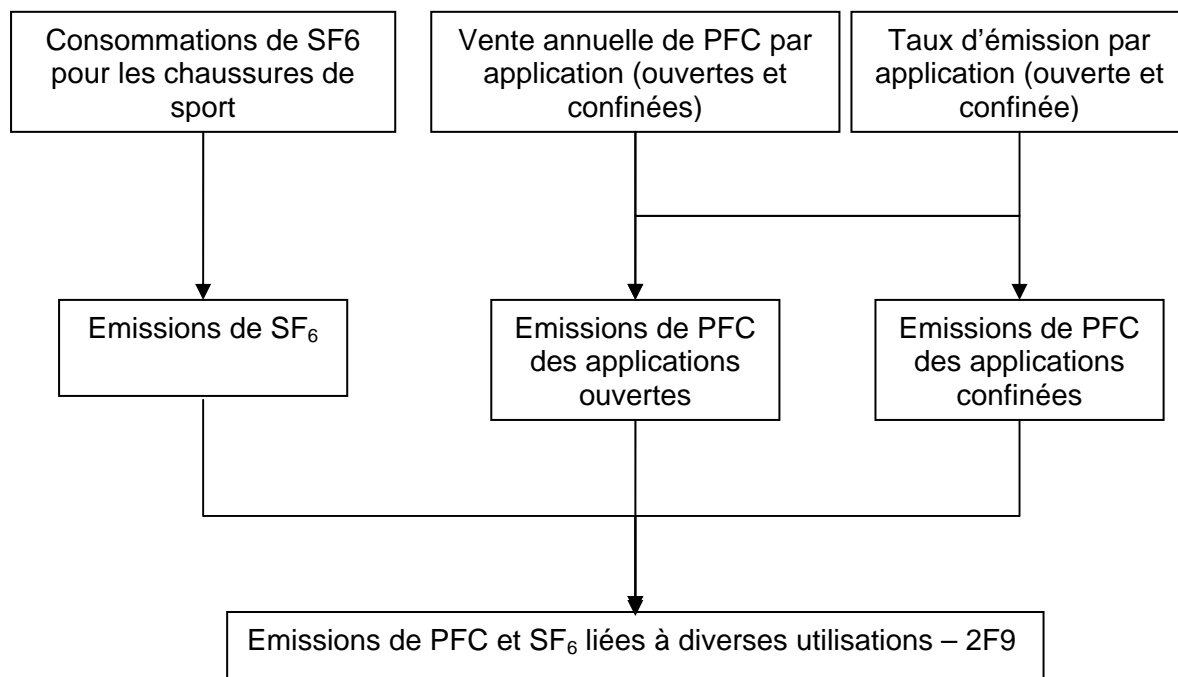 Consommations de SF6
pour les chaussures de
sport
Vente annuelle de PFC par
application (ouvertes et
confinées)
Taux d’émission par
application (ouverte et
confinée)
Emissions de SF₆
Emissions de PFC
des applications
ouvertes
Emissions de PFC
des applications
confinées
Emissions de PFC et SF₆ liées à diverses utilisations – 2F9